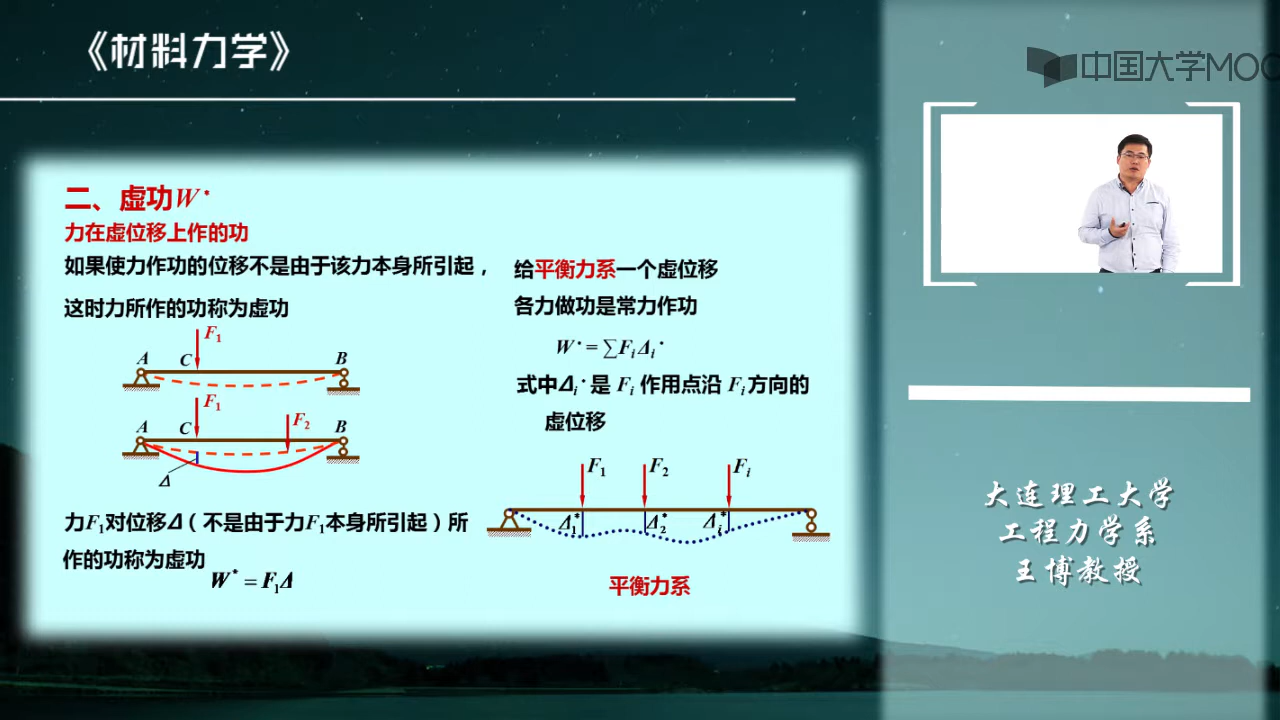 《材料力学》
中国大学MOO
二、虚功W*
力在虚位移上作的功
如果使力作功的位移不是由于该力本身所引起，
这时力所作的功称为虚功
F₁
A C B
F₁
A C F₂ B
Δ
力F₁对位移Δ（不是由于力F₁本身所引起）所
作的功称为虚功
W* = F₁Δ
给平衡力系一个虚位移
各力做功是常力作功
W* = ∑FᵢΔᵢ*
式中Δᵢ* 是 Fᵢ 作用点沿 Fᵢ方向的
虚位移
F₁ F₂ Fᵢ
Δ₁* Δ₂* Δᵢ*
平衡力系
大连理工大学
工程力学系
王博教授